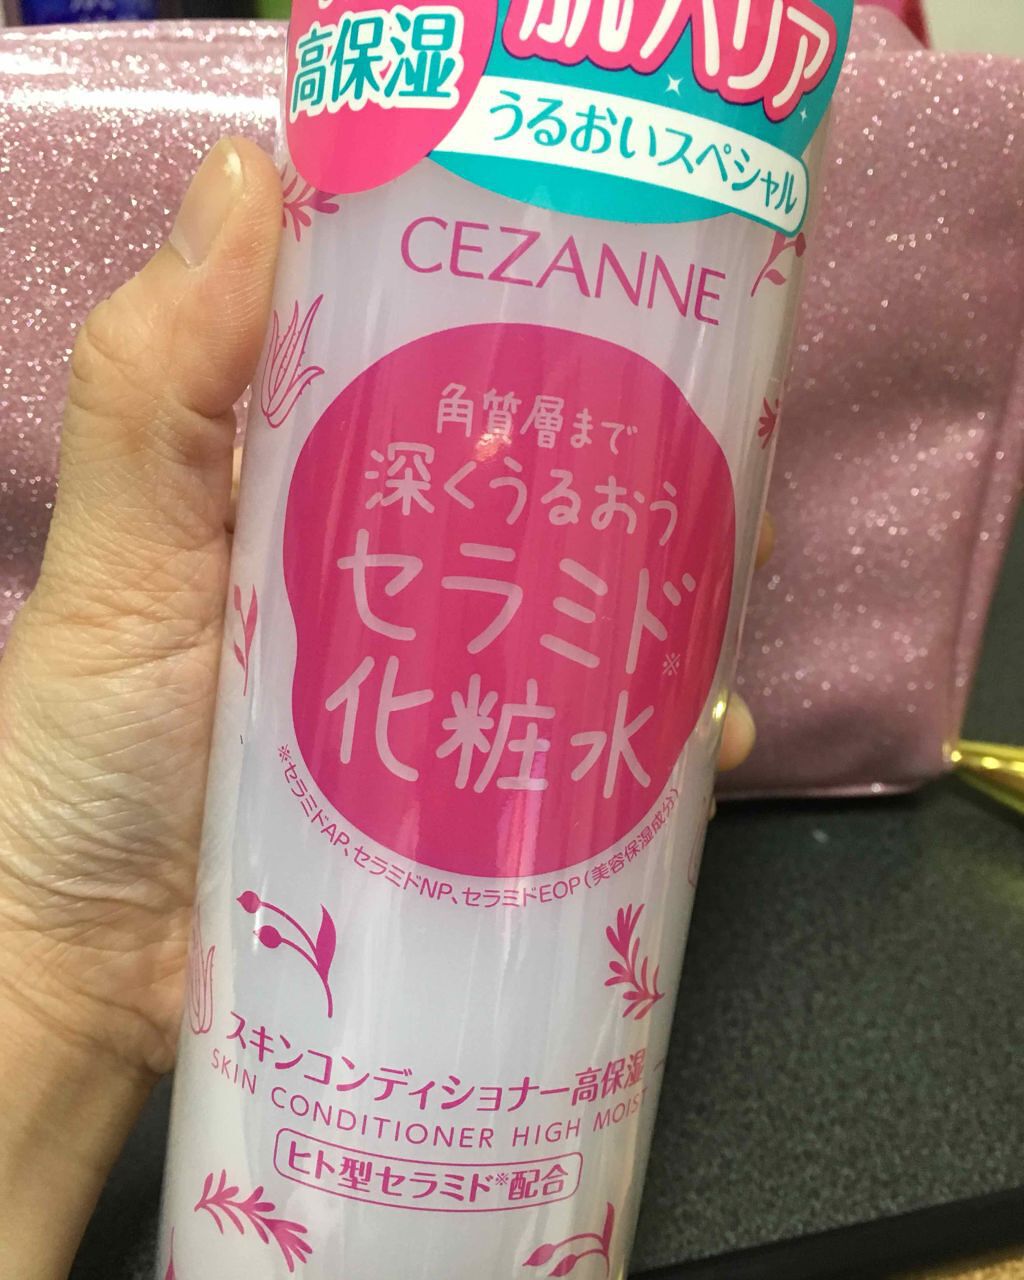 高保湿
肌バリア
うるおいスペシャル
CEZANNE
角質層まで
深くうるおう
セラミド※
化粧水
※セラミドAP、セラミドNP、セラミドEOP(美容保湿成分)
スキンコンディショナー高保湿
SKIN CONDITIONER HIGH MOIST
ヒト型セラミド※配合